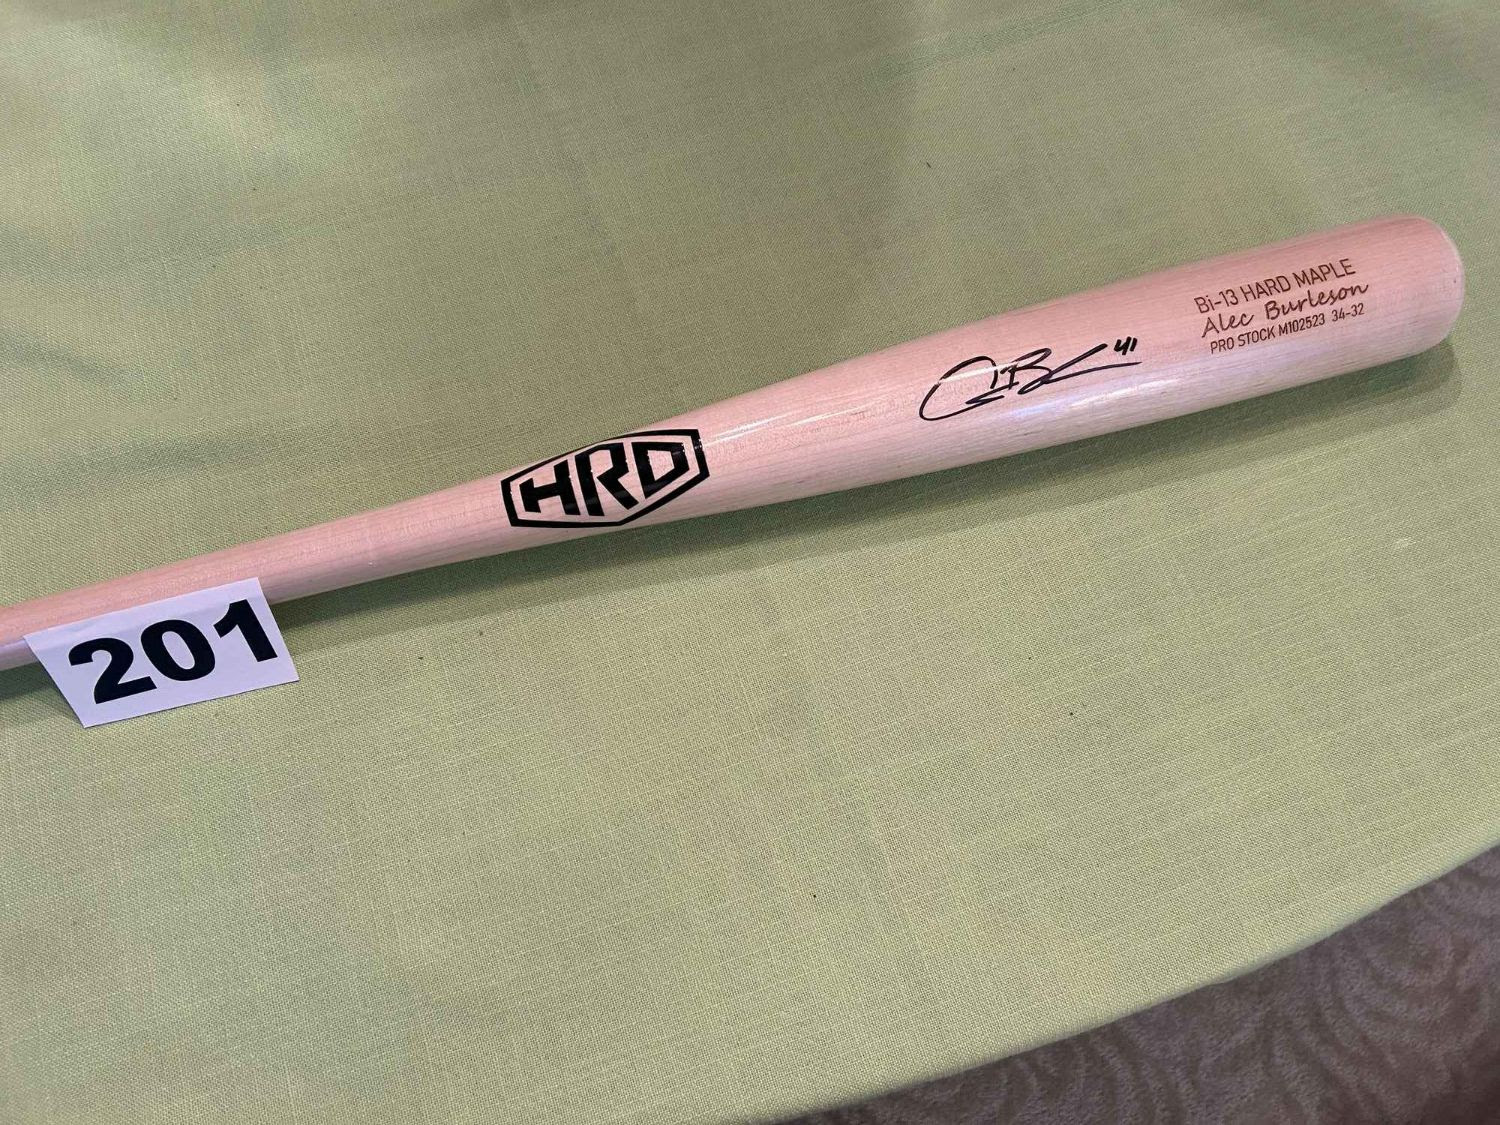 Bi-13 HARD MAPLE
Alec Burleson
PRO STOCK M102523 34-32
41
HRD
201